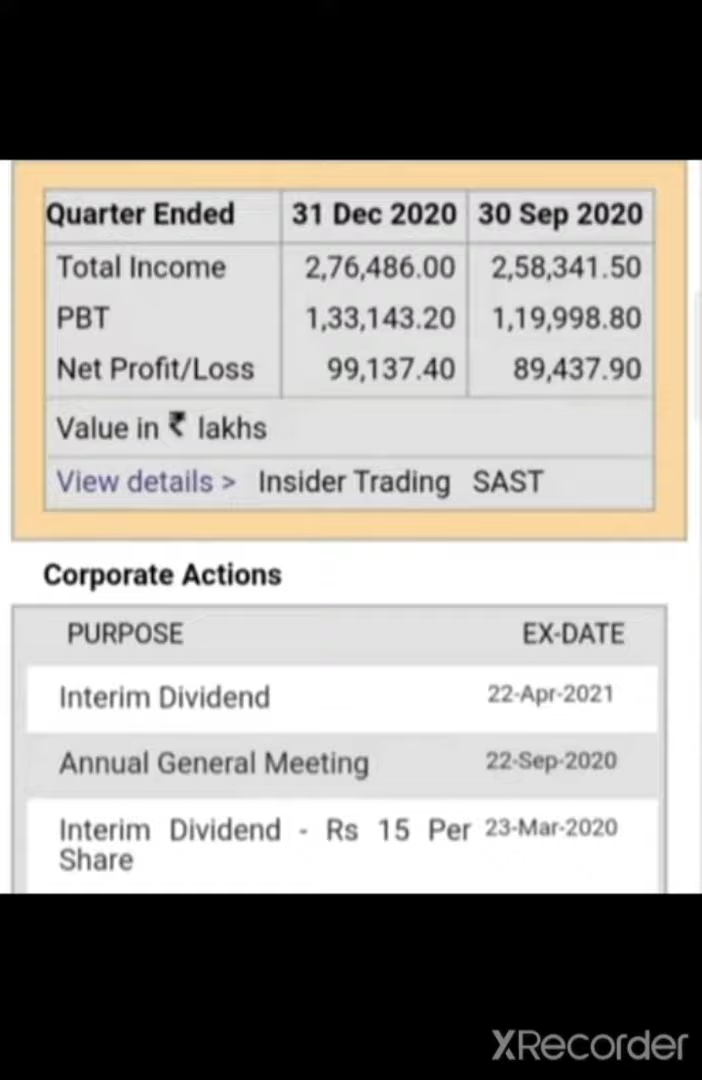 Quarter Ended 31 Dec 2020 30 Sep 2020
Total Income 2,76,486.00 2,58,341.50
PBT 1,33,143.20 1,19,998.80
Net Profit/Loss 99,137.40 89,437.90
Value in ₹ lakhs
View details > Insider Trading SAST
Corporate Actions
PURPOSE EX-DATE
Interim Dividend 22-Apr-2021
Annual General Meeting 22-Sep-2020
Interim Dividend - Rs 15 Per 23-Mar-2020
Share
XRecorder